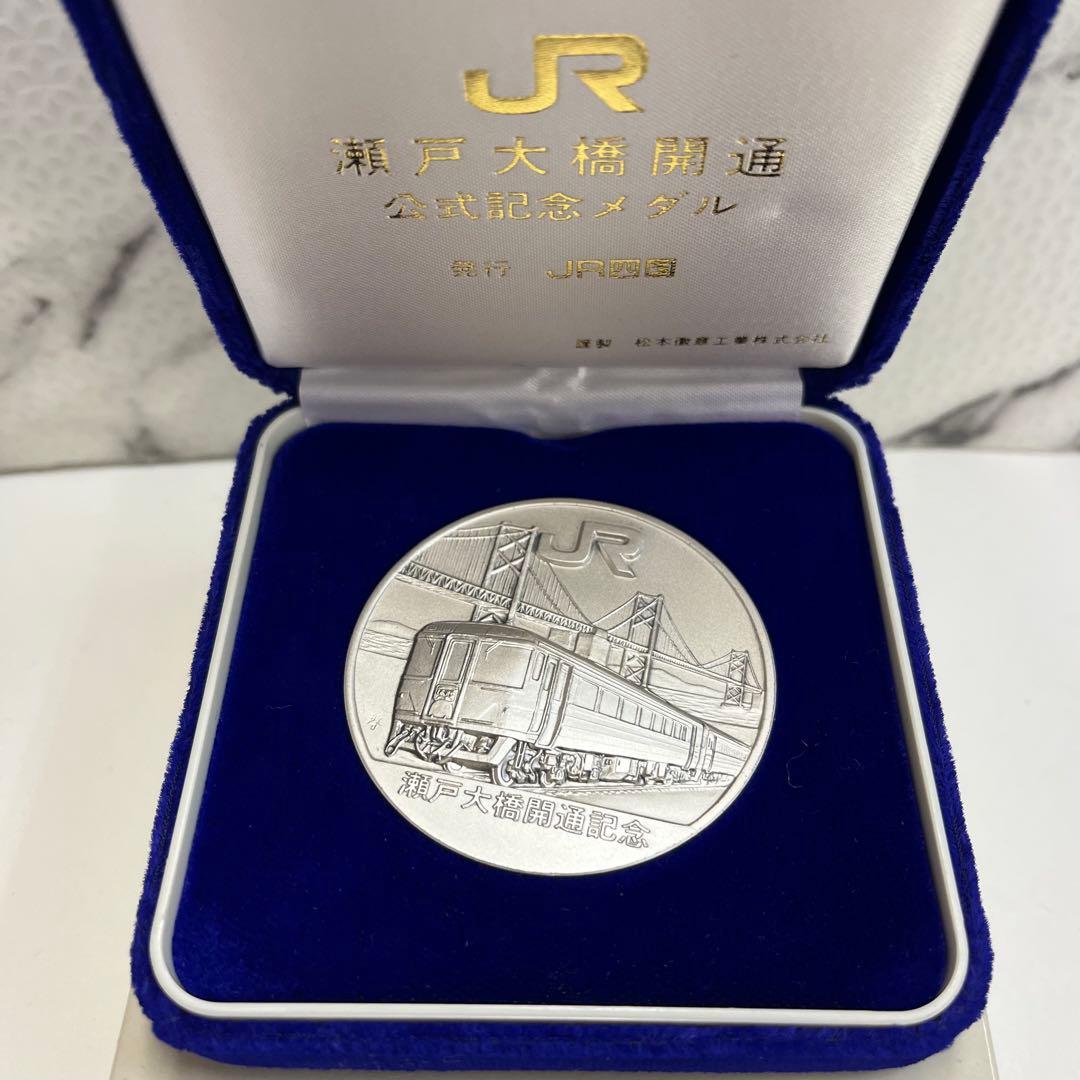 JR
瀬戸大橋開通
公式記念メダル
発行 JR四国
謹製 松本徽章工業株式会社
JR
瀬戸大橋開通記念